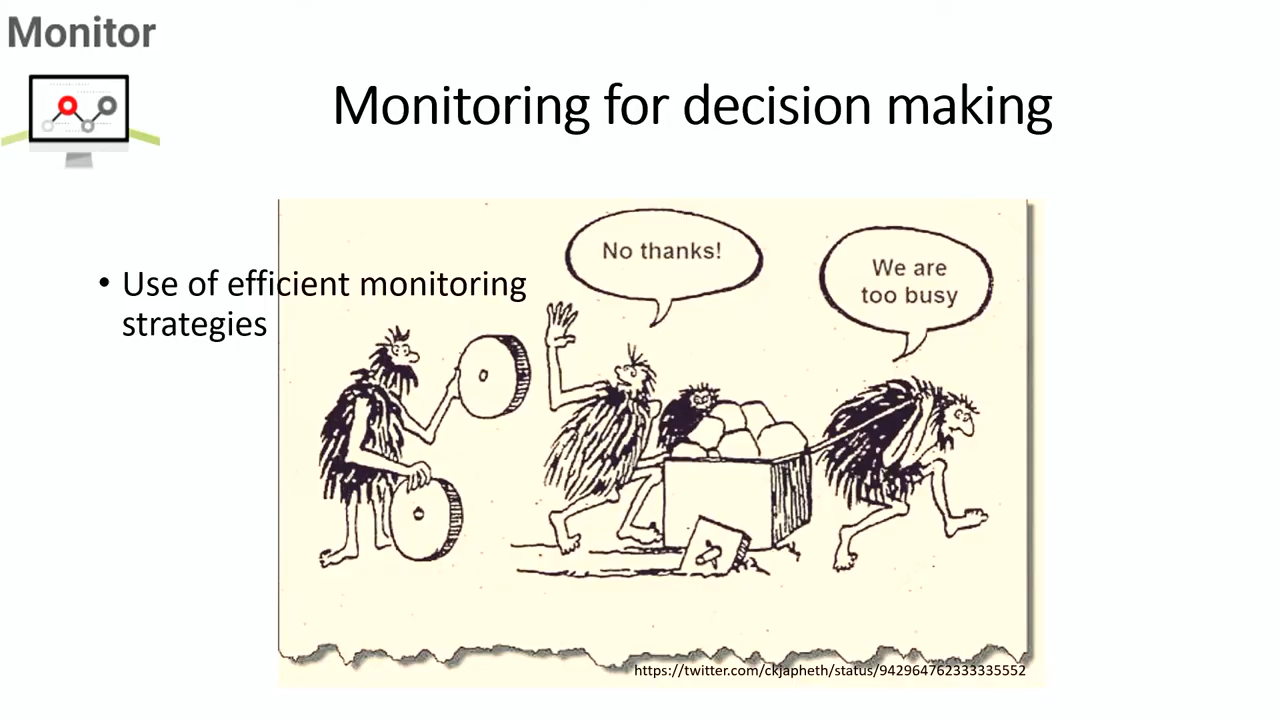 Monitor
Monitoring for decision making
• Use of efficient monitoring
strategies
No thanks!
We are
too busy
https://twitter.com/ckjapheth/status/942964762333335552